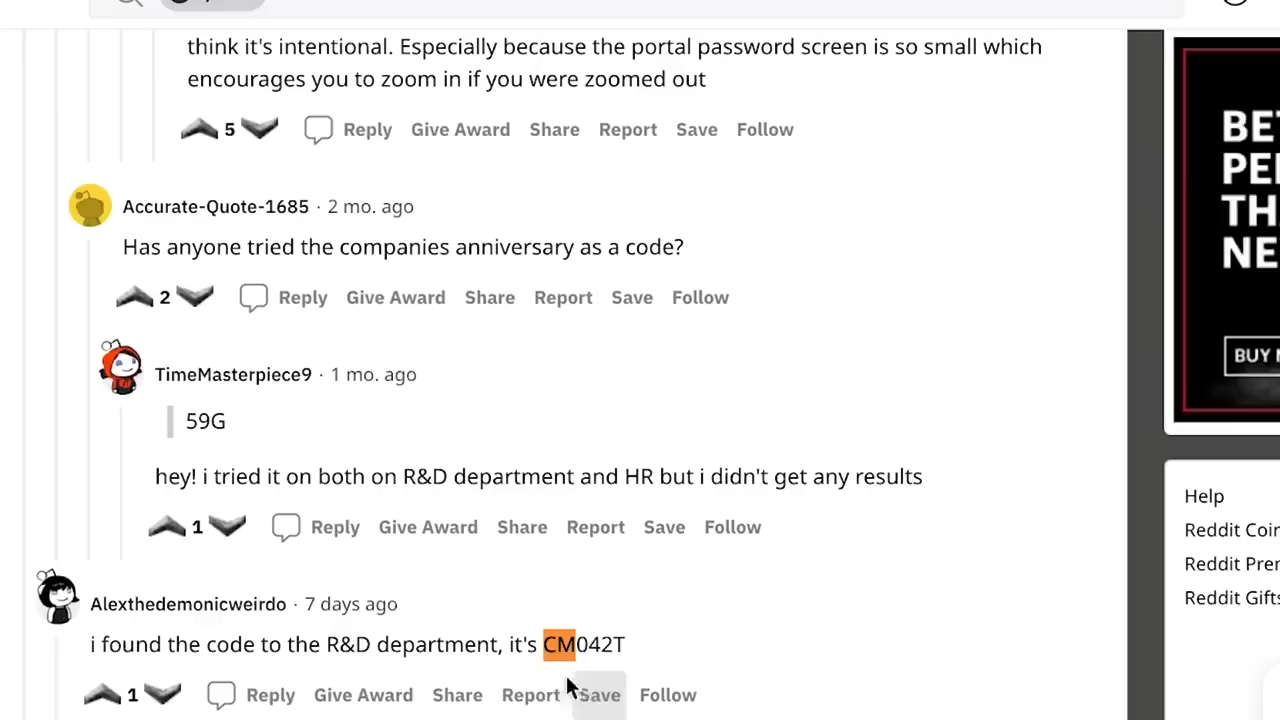 think it's intentional. Especially because the portal password screen is so small which
encourages you to zoom in if you were zoomed out
5 Reply Give Award Share Report Save Follow
Accurate-Quote-1685 · 2 mo. ago
Has anyone tried the companies anniversary as a code?
2 Reply Give Award Share Report Save Follow
TimeMasterpiece9 · 1 mo. ago
59G
hey! i tried it on both on R&D department and HR but i didn't get any results
1 Reply Give Award Share Report Save Follow
Alexthedemonicweirdo · 7 days ago
i found the code to the R&D department, it's CM042T
1 Reply Give Award Share Report Save Follow
BUY
Help
Reddit
Reddit
Reddit